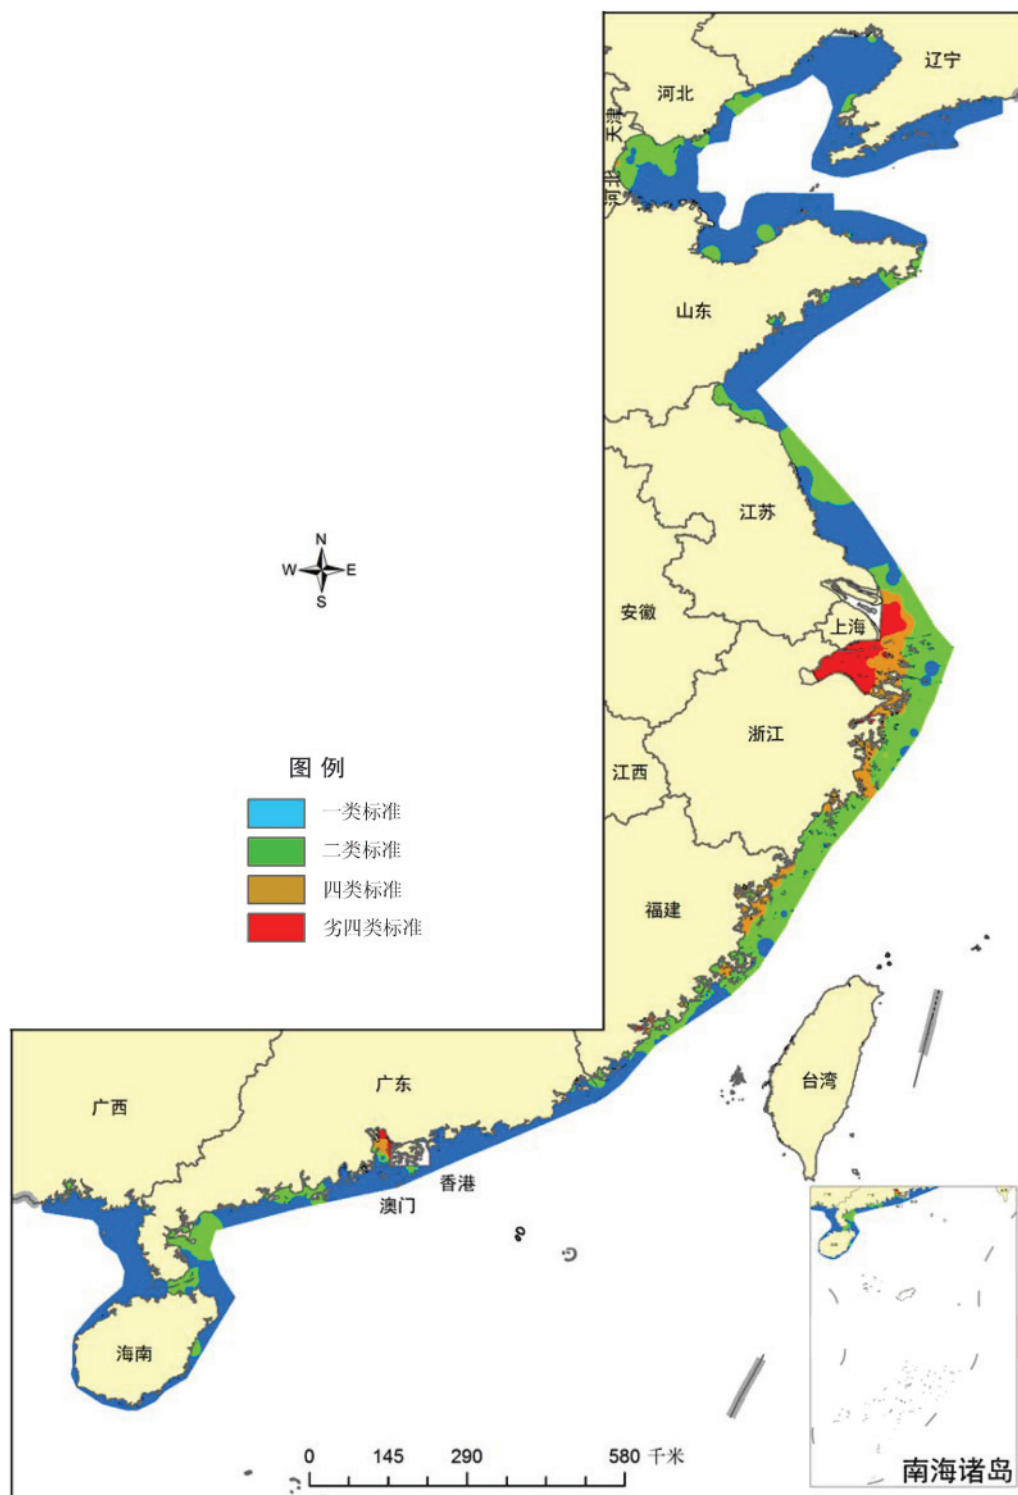 辽宁
河北
天津
河北
山东
江苏
安徽
上海
浙江
江西
福建
台湾
广东
广西
香港
澳门
海南
N
W E
S
图 例
一类标准
二类标准
四类标准
劣四类标准
0 145 290 580 千米
南海诸岛